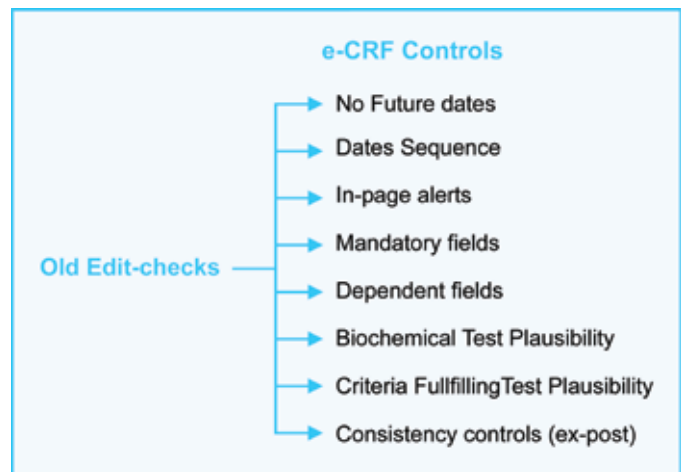 e-CRF Controls
No Future dates
Dates Sequence
In-page alerts
Mandatory fields
Old Edit-checks
Dependent fields
Biochemical Test Plausibility
Criteria FullfillingTest Plausibility
Consistency controls (ex-post)